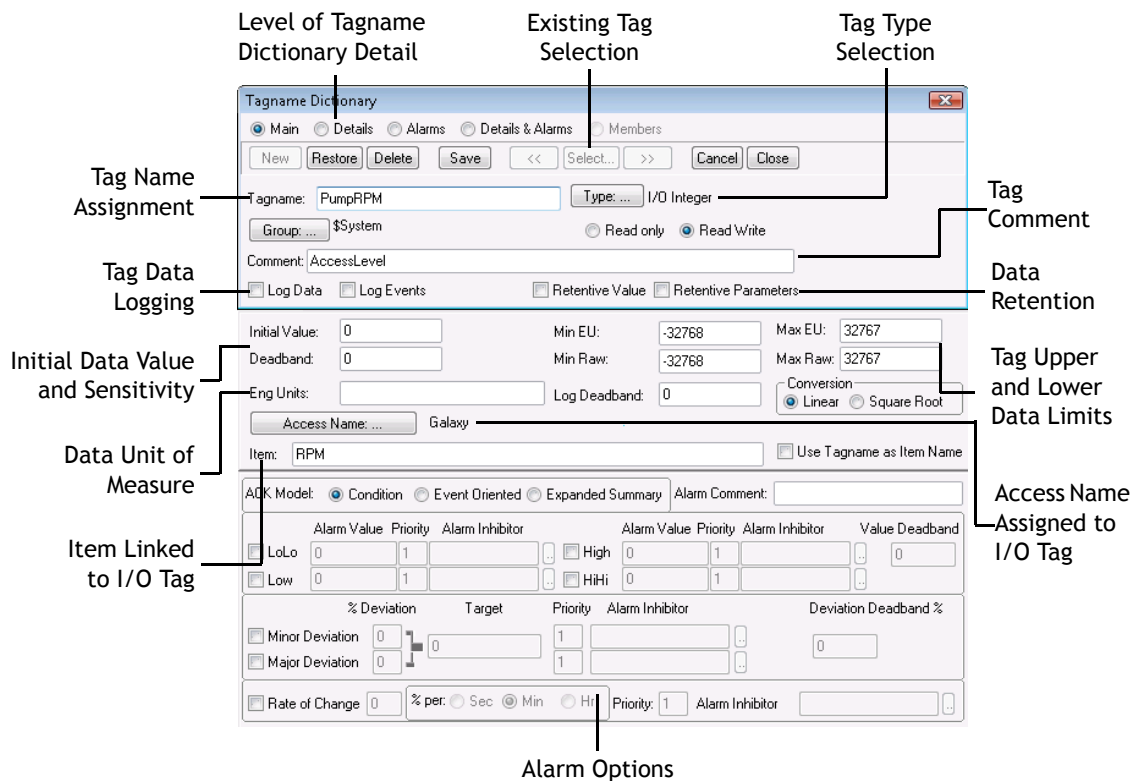 Level of Tagname
Dictionary Detail
Existing Tag
Selection
Tag Type
Selection
Tagname Dictionary
Main Details Alarms Details & Alarms Members
New Restore Delete Save << Select... >> Cancel Close
Tag Name
Assignment
Tagname: PumpRPM Type: ... I/O Integer
Tag
Comment
Group: ... $System Read only Read Write
Comment: AccessLevel
Tag Data
Logging
Log Data Log Events Retentive Value Retentive Parameters
Data
Retention
Initial Value: 0 Min EU: -32768 Max EU: 32767
Deadband: 0 Min Raw: -32768 Max Raw: 32767
Initial Data Value
and Sensitivity
Tag Upper
and Lower
Data Limits
Eng Units: Log Deadband: 0 Conversion
Linear Square Root
Access Name: ... Galaxy
Item: RPM Use Tagname as Item Name
Data Unit of
Measure
Access Name
Assigned to
I/O Tag
ACK Model: Condition Event Oriented Expanded Summary Alarm Comment:
Alarm Value Priority Alarm Inhibitor Alarm Value Priority Alarm Inhibitor Value Deadband
LoLo 0 1 .. High 0 1 .. 0
Low 0 1 .. HiHi 0 1 ..
Item Linked
to I/O Tag
% Deviation Target Priority Alarm Inhibitor Deviation Deadband %
Minor Deviation 0 0 1 .. 0
Major Deviation 0 1 ..
Rate of Change 0 % per: Sec Min Hr Priority: 1 Alarm Inhibitor ..
Alarm Options